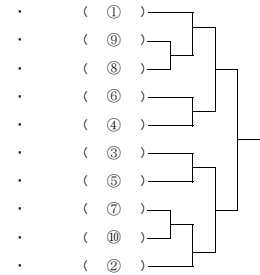 ・ （ ① ）
・ （ ⑨ ）
・ （ ⑧ ）
・ （ ⑥ ）
・ （ ④ ）
・ （ ③ ）
・ （ ⑤ ）
・ （ ⑦ ）
・ （ ⑩ ）
・ （ ② ）